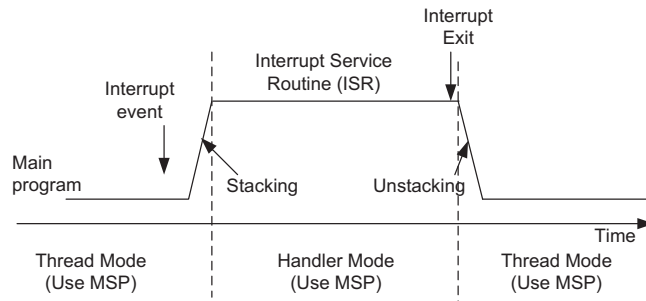 Interrupt
Exit
Interrupt Service
Routine (ISR)
Interrupt
event
Main
program
Stacking
Unstacking
Time
Thread Mode
(Use MSP)
Handler Mode
(Use MSP)
Thread Mode
(Use MSP)